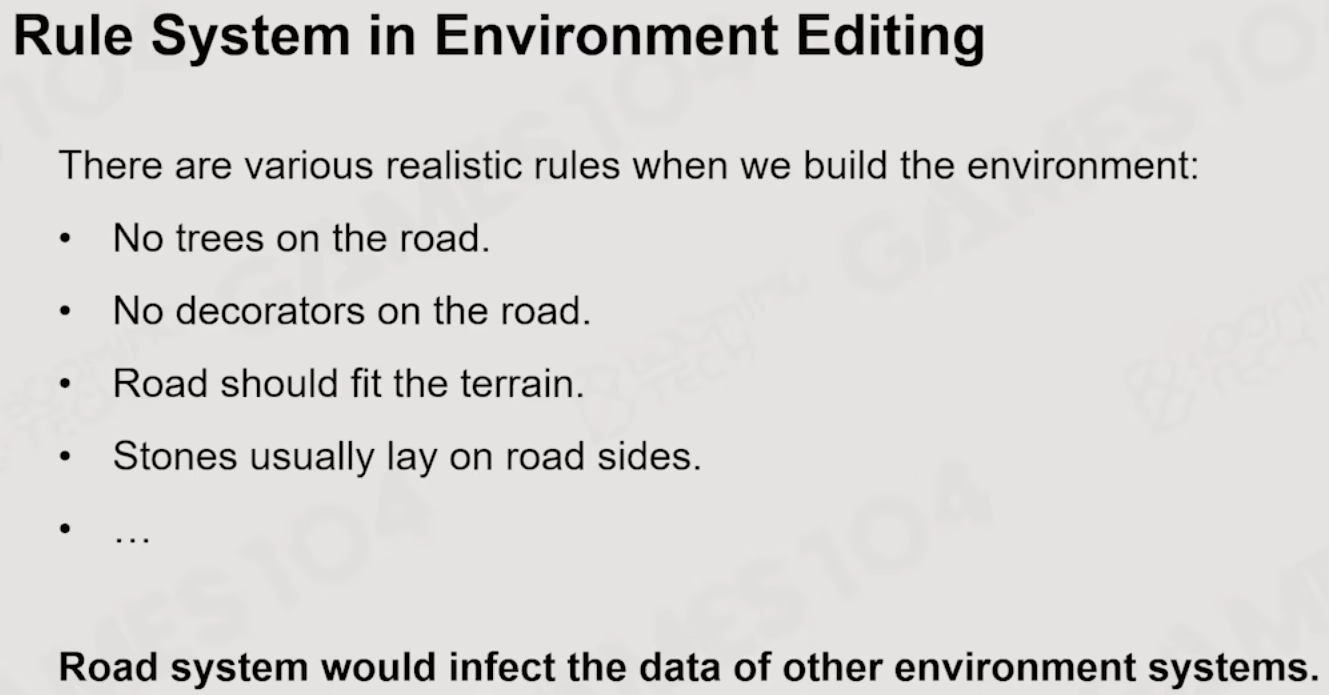 Rule System in Environment Editing
There are various realistic rules when we build the environment:
• No trees on the road.
• No decorators on the road.
• Road should fit the terrain.
• Stones usually lay on road sides.
• ...
Road system would infect the data of other environment systems.